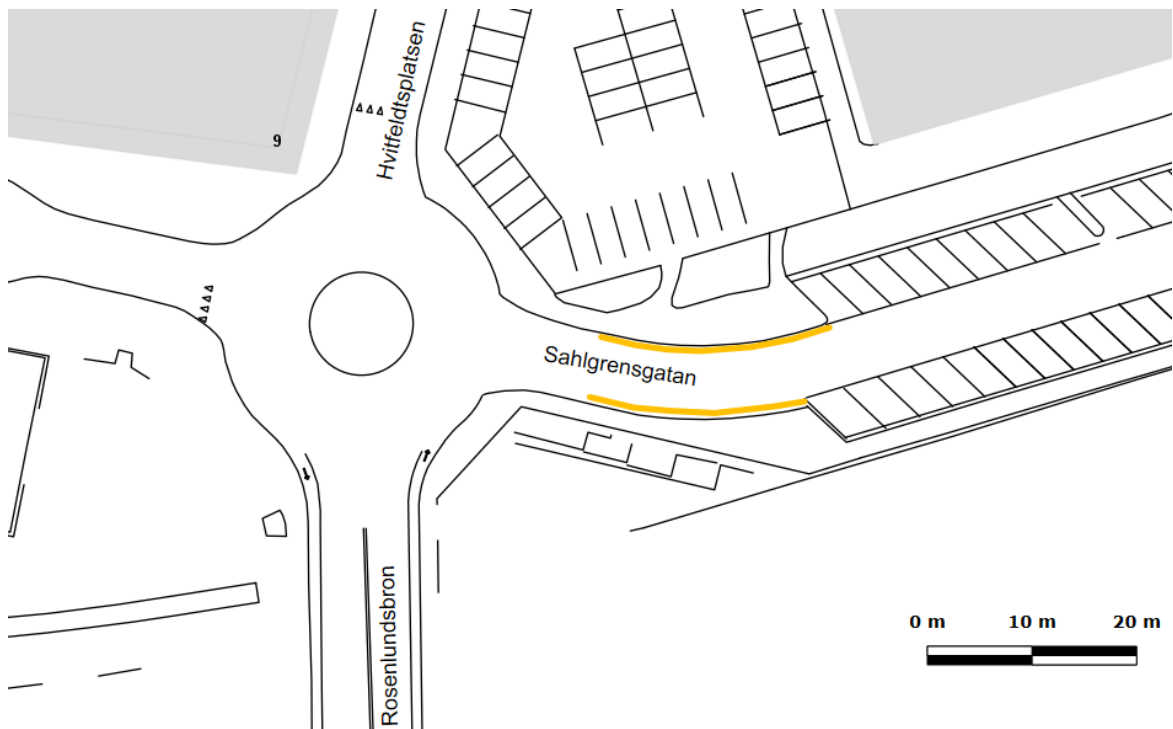 Hvitfeldtsplatsen
9
Sahlgrensgatan
Rosenlundsbron
0 m 10 m 20 m